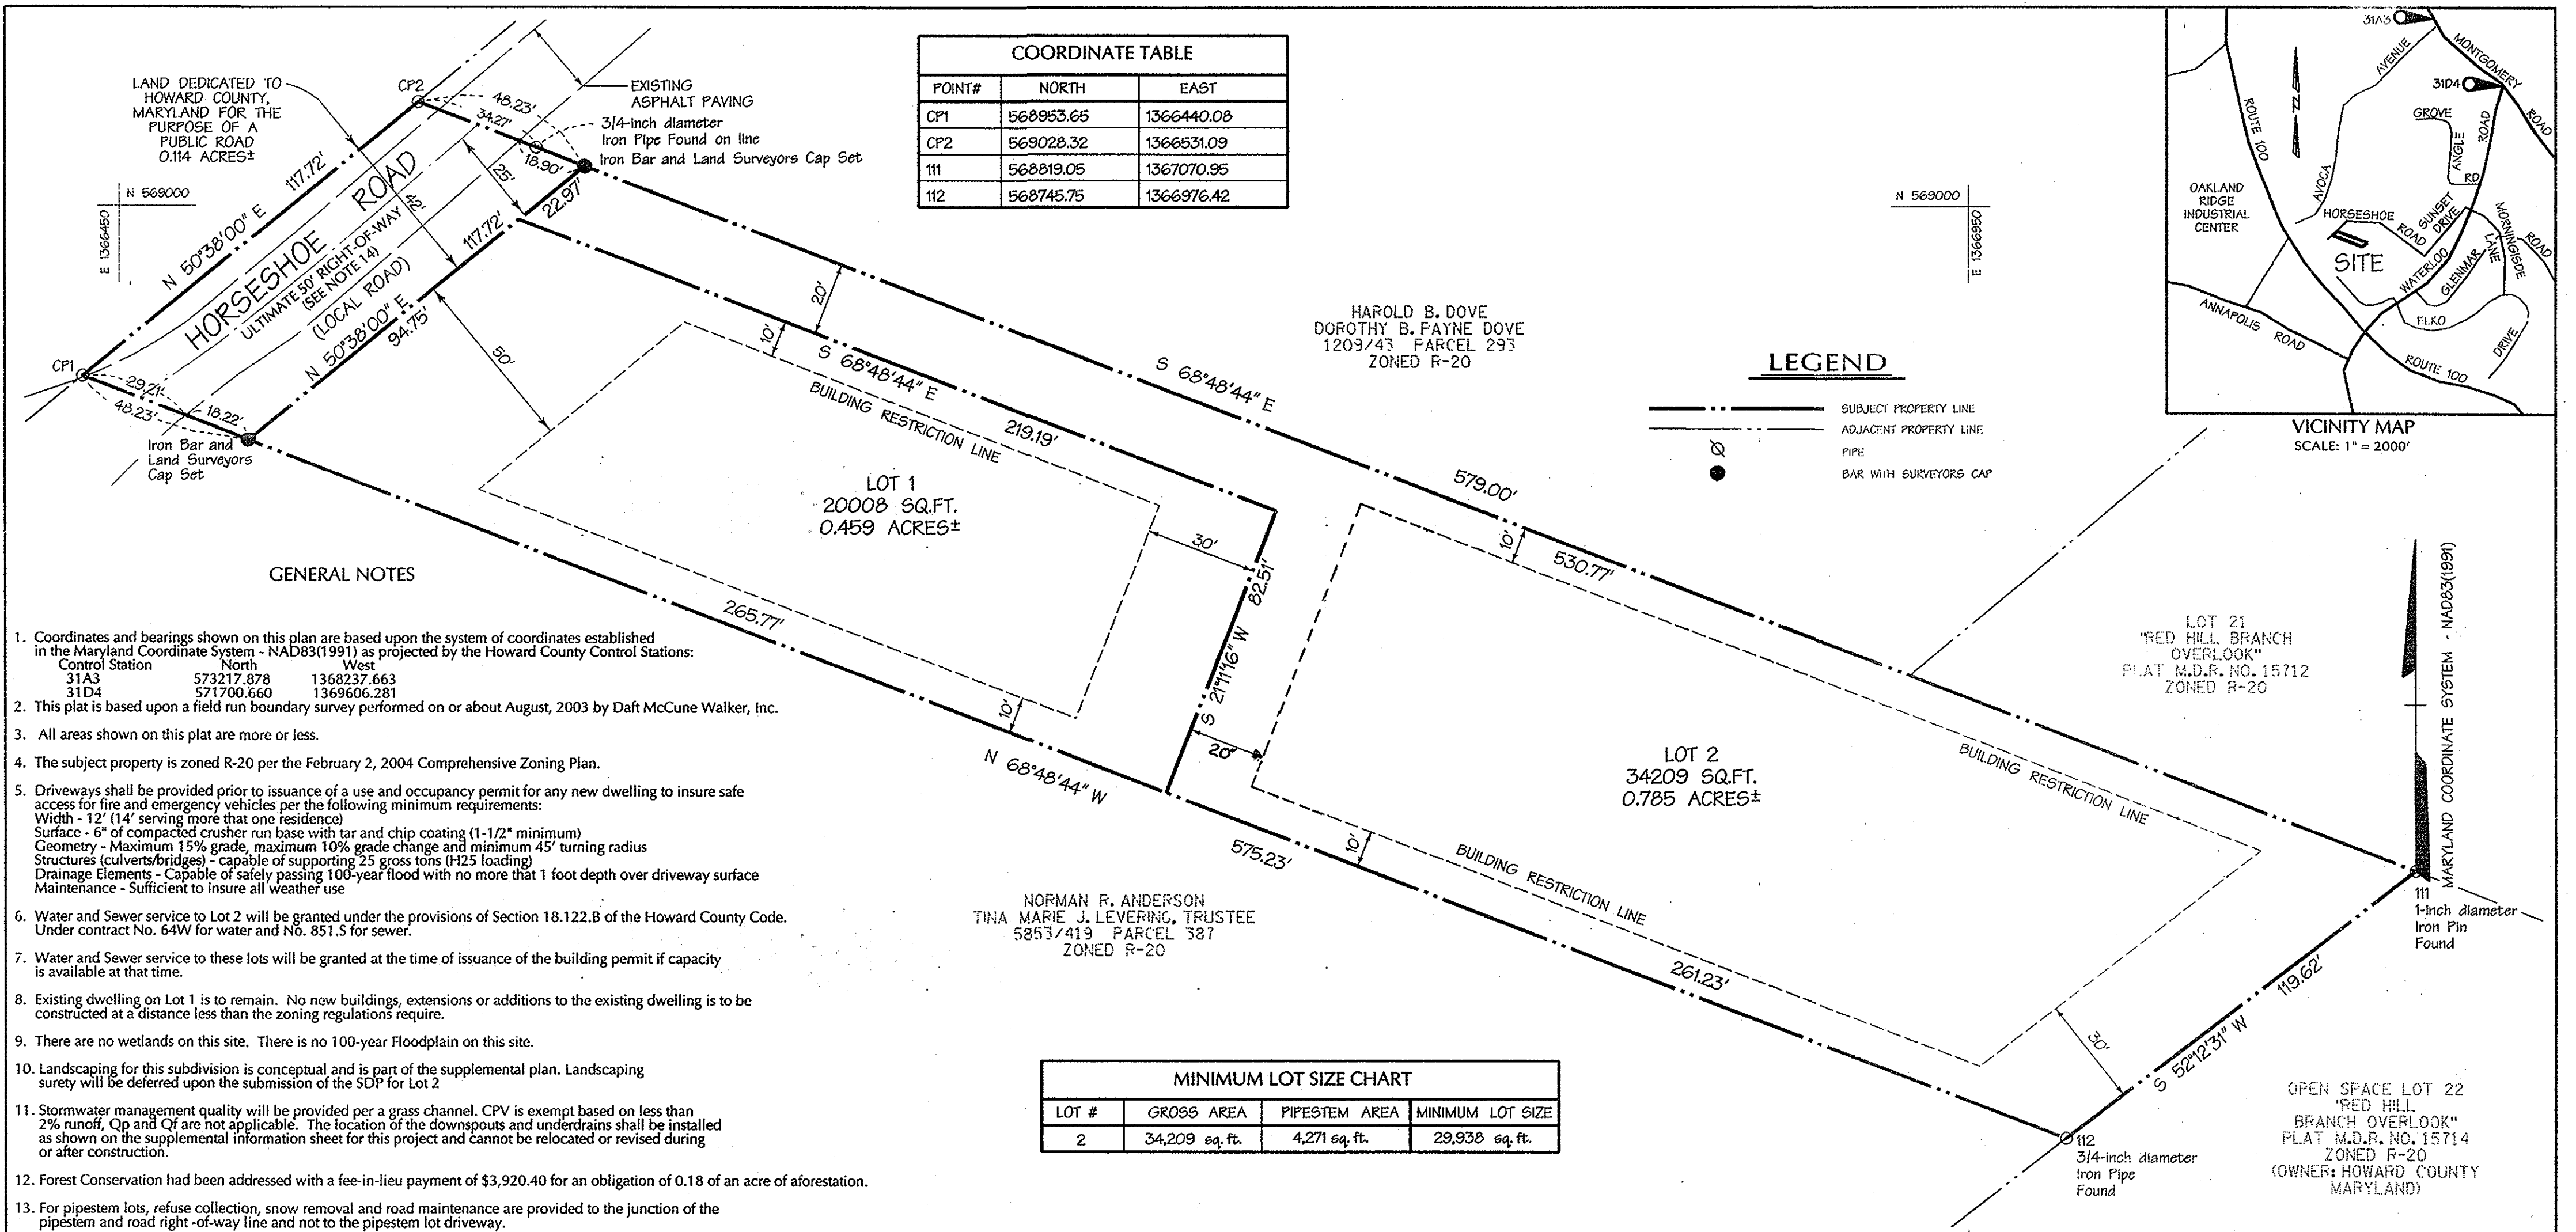 LAND DEDICATED TO
HOWARD COUNTY,
MARYLAND FOR THE
PURPOSE OF A
PUBLIC ROAD
0.114 ACRES±
CP2
48.23'
34.27'
18.90'
EXISTING
ASPHALT PAVING
3/4-inch diameter
Iron Pipe Found on line
Iron Bar and Land Surveyors Cap Set
N 569000
E 1366450
117.72'
N 50°38'00" E
HORSESHOE ROAD
ULTIMATE 50' RIGHT-OF-WAY
(SEE NOTE 14)
(LOCAL ROAD)
42'
25'
22.97'
117.72'
N 50°38'00" E
94.75'
CP1
29.21'
48.23'
18.22'
Iron Bar and
Land Surveyors
Cap Set
50'
COORDINATE TABLE
POINT# NORTH EAST
CP1 568953.65 1366440.08
CP2 569028.32 1366531.09
111 568819.05 1367070.95
112 568745.75 1366976.42
N 569000
E 1366950
20'
10'
S 68°48'44" E
219.19'
BUILDING RESTRICTION LINE
LOT 1
20008 SQ.FT.
0.459 ACRES±
30'
82.51'
S 21°11'16" W
20'
265.77'
10'
N 68°48'44" W
575.23'
HAROLD B. DOVE
DOROTHY B. PAYNE DOVE
1209/43 PARCEL 293
ZONED R-20
S 68°48'44" E
579.00'
10'
530.77'
LEGEND
SUBJECT PROPERTY LINE
ADJACENT PROPERTY LINE
PIPE
BAR WITH SURVEYORS CAP
31A3
MONTGOMERY
ROAD
31D4
AVENUE
AVOCA
GROVE
ANGLE
RD
ROAD
ROUTE 100
OAKLAND
RIDGE
INDUSTRIAL
CENTER
N
HORSESHOE
ROAD
SUNSET
DRIVE
MORNINGSIDE
LANE
ROAD
SITE
WATERLOO
GLENMAR
ELKO
DRIVE
ANNAPOLIS ROAD
ROUTE 100
VICINITY MAP
SCALE: 1" = 2000'
MARYLAND COORDINATE SYSTEM - NAD83(1991)
LOT 21
"RED HILL BRANCH
OVERLOOK"
PLAT M.D.R. NO. 15712
ZONED R-20
LOT 2
34209 SQ.FT.
0.785 ACRES±
BUILDING RESTRICTION LINE
BUILDING RESTRICTION LINE
10'
261.23'
30'
119.62'
S 52°12'31" W
111
1-Inch diameter
Iron Pin
Found
112
3/4-inch diameter
Iron Pipe
Found
OPEN SPACE LOT 22
"RED HILL
BRANCH OVERLOOK"
PLAT M.D.R. NO. 15714
ZONED R-20
(OWNER: HOWARD COUNTY
MARYLAND)
NORMAN R. ANDERSON
TINA MARIE J. LEVERING, TRUSTEE
5853/419 PARCEL 387
ZONED R-20
MINIMUM LOT SIZE CHART
LOT # GROSS AREA PIPESTEM AREA MINIMUM LOT SIZE
2 34,209 sq. ft. 4,271 sq. ft. 29,938 sq. ft.
GENERAL NOTES
1. Coordinates and bearings shown on this plan are based upon the system of coordinates established
in the Maryland Coordinate System - NAD83(1991) as projected by the Howard County Control Stations:
Control Station North West
31A3 573217.878 1368237.663
31D4 571700.660 1369606.281
2. This plat is based upon a field run boundary survey performed on or about August, 2003 by Daft McCune Walker, Inc.
3. All areas shown on this plat are more or less.
4. The subject property is zoned R-20 per the February 2, 2004 Comprehensive Zoning Plan.
5. Driveways shall be provided prior to issuance of a use and occupancy permit for any new dwelling to insure safe
access for fire and emergency vehicles per the following minimum requirements:
Width - 12' (14' serving more that one residence)
Surface - 6" of compacted crusher run base with tar and chip coating (1-1/2" minimum)
Geometry - Maximum 15% grade, maximum 10% grade change and minimum 45' turning radius
Structures (culverts/bridges) - capable of supporting 25 gross tons (H25 loading)
Drainage Elements - Capable of safely passing 100-year flood with no more that 1 foot depth over driveway surface
Maintenance - Sufficient to insure all weather use
6. Water and Sewer service to Lot 2 will be granted under the provisions of Section 18.122.B of the Howard County Code.
Under contract No. 64W for water and No. 851.S for sewer.
7. Water and Sewer service to these lots will be granted at the time of issuance of the building permit if capacity
is available at that time.
8. Existing dwelling on Lot 1 is to remain. No new buildings, extensions or additions to the existing dwelling is to be
constructed at a distance less than the zoning regulations require.
9. There are no wetlands on this site. There is no 100-year Floodplain on this site.
10. Landscaping for this subdivision is conceptual and is part of the supplemental plan. Landscaping
surety will be deferred upon the submission of the SDP for Lot 2
11. Stormwater management quality will be provided per a grass channel. CPV is exempt based on less than
2% runoff, Qp and Qf are not applicable. The location of the downspouts and underdrains shall be installed
as shown on the supplemental information sheet for this project and cannot be relocated or revised during
or after construction.
12. Forest Conservation had been addressed with a fee-in-lieu payment of $3,920.40 for an obligation of 0.18 of an acre of aforestation.
13. For pipestem lots, refuse collection, snow removal and road maintenance are provided to the junction of the
pipestem and road right -of-way line and not to the pipestem lot driveway.